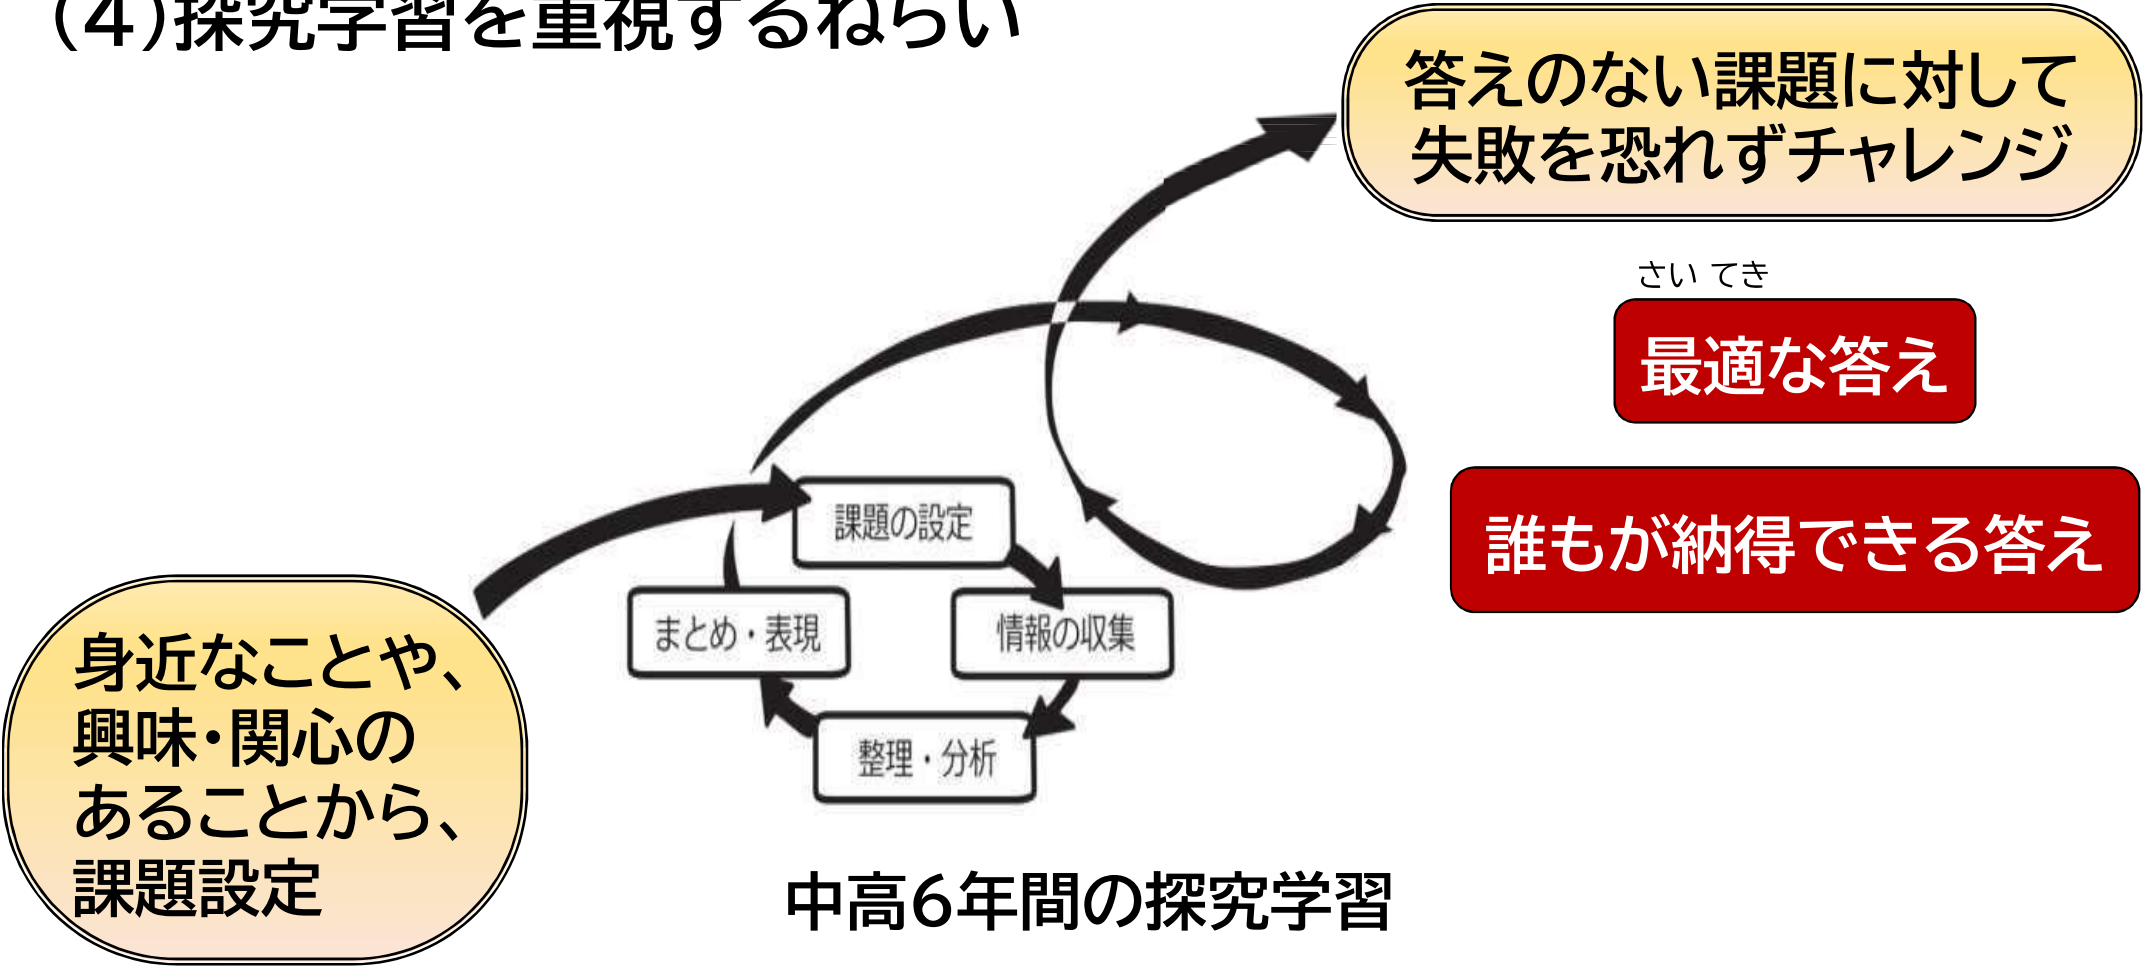 (4)探究学習を重視するねらい
答えのない課題に対して
失敗を恐れずチャレンジ
さい てき
最適な答え
誰もが納得できる答え
課題の設定
まとめ・表現
情報の収集
整理・分析
身近なことや、
興味・関心の
あることから、
課題設定
中高6年間の探究学習